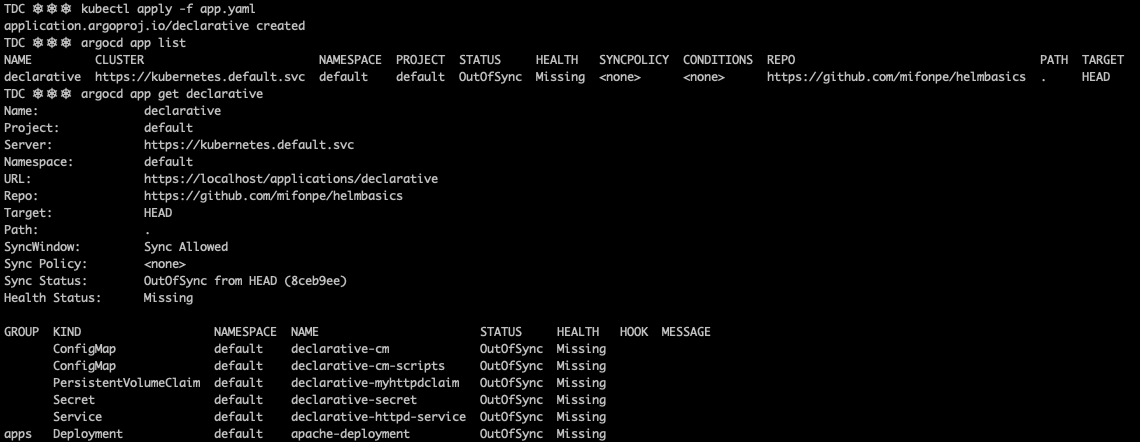 TDC ❄❄❄ kubectl apply -f app.yaml
application.argoproj.io/declarative created
TDC ❄❄❄ argocd app list
NAME         CLUSTER                         NAMESPACE  PROJECT  STATUS     HEALTH   SYNCPOLICY  CONDITIONS  REPO                                   PATH  TARGET
declarative  https://kubernetes.default.svc  default    default  OutOfSync  Missing  <none>      <none>      https://github.com/mifonpe/helmbasics  .     HEAD
TDC ❄❄❄ argocd app get declarative
Name:               declarative
Project:            default
Server:             https://kubernetes.default.svc
Namespace:          default
URL:                https://localhost/applications/declarative
Repo:               https://github.com/mifonpe/helmbasics
Target:             HEAD
Path:               .
SyncWindow:         Sync Allowed
Sync Policy:        <none>
Sync Status:        OutOfSync from HEAD (8ceb9ee)
Health Status:      Missing

GROUP  KIND                   NAMESPACE  NAME                       STATUS     HEALTH   HOOK  MESSAGE
       ConfigMap              default    declarative-cm             OutOfSync  Missing
       ConfigMap              default    declarative-cm-scripts     OutOfSync  Missing
       PersistentVolumeClaim  default    declarative-myhttpdclaim   OutOfSync  Missing
       Secret                 default    declarative-secret         OutOfSync  Missing
       Service                default    declarative-httpd-service  OutOfSync  Missing
apps   Deployment             default    apache-deployment          OutOfSync  Missing